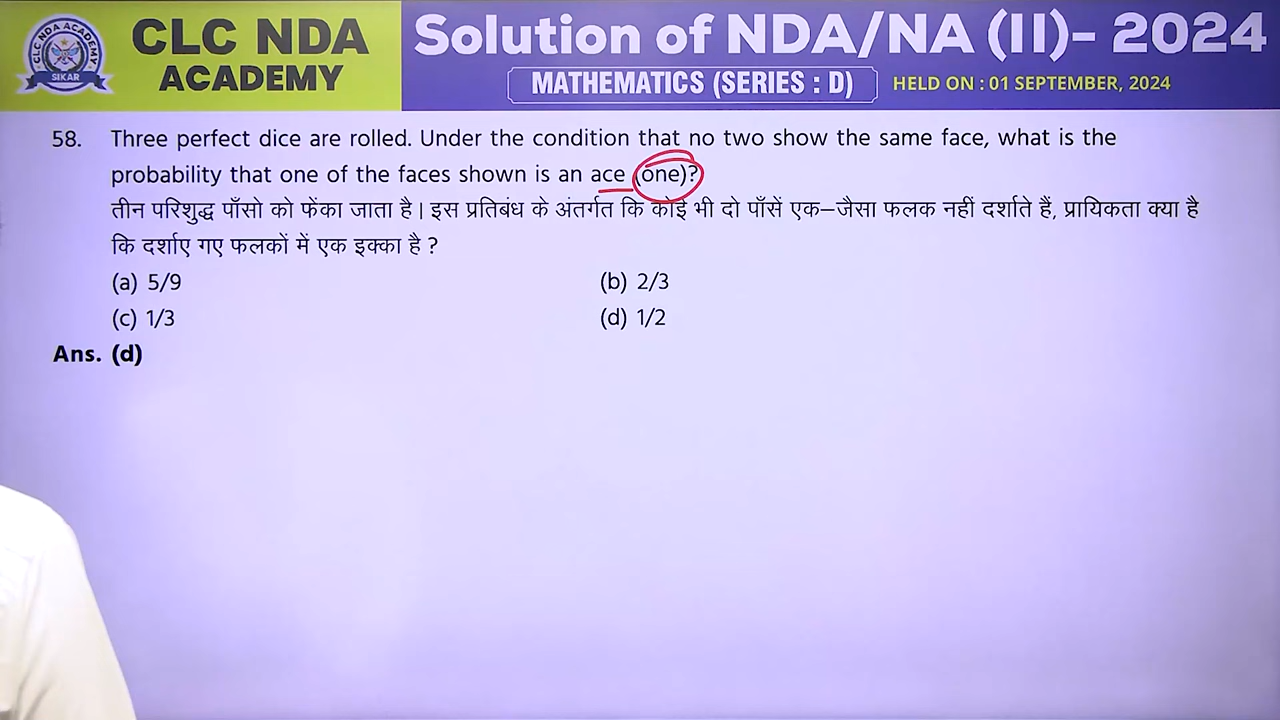 CLC NDA ACADEMY
SIKAR
CLC NDA
ACADEMY
Solution of NDA/NA (II)- 2024
MATHEMATICS (SERIES : D)
HELD ON : 01 SEPTEMBER, 2024
58. Three perfect dice are rolled. Under the condition that no two show the same face, what is the
probability that one of the faces shown is an ace (one)?
तीन परिशुद्ध पाँसो को फेंका जाता है। इस प्रतिबंध के अंतर्गत कि कोई भी दो पाँसें एक–जैसा फलक नहीं दर्शाते हैं, प्रायिकता क्या है
कि दर्शाए गए फलकों में एक इक्का है ?
(a) 5/9 (b) 2/3
(c) 1/3 (d) 1/2
Ans. (d)